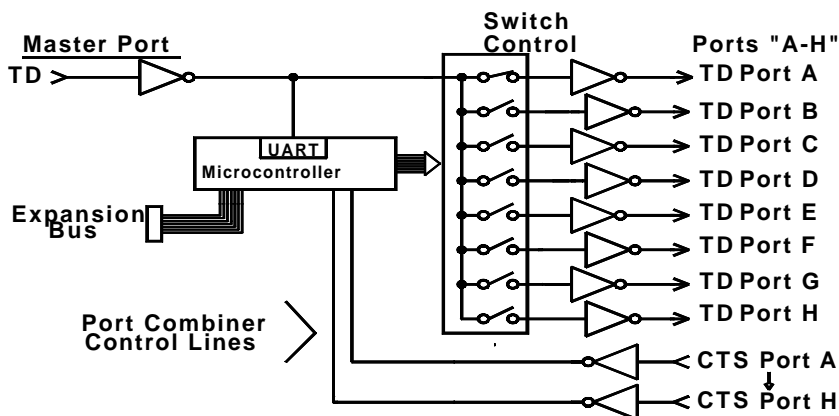 Master Port
TD
Switch
Control
Ports "A-H"
TD Port A
TD Port B
TD Port C
TD Port D
TD Port E
TD Port F
TD Port G
TD Port H
UART
Microcontroller
Expansion
Bus
Port Combiner
Control Lines
CTS Port A
CTS Port H